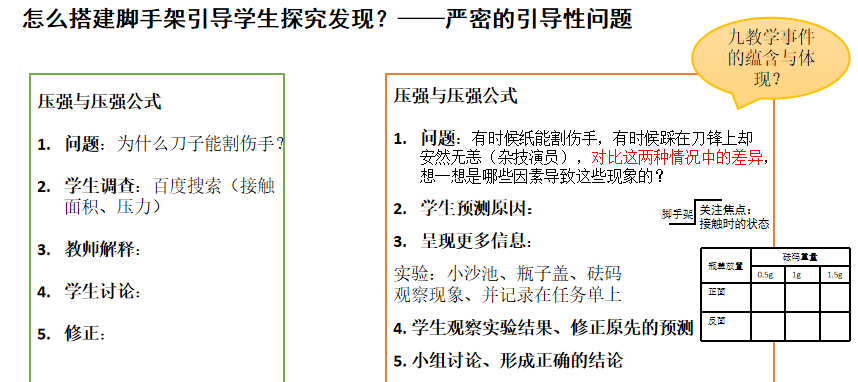 怎么搭建脚手架引导学生探究发现？——严密的引导性问题
九教学事件
的蕴含与体
现？
压强与压强公式
1. 问题：为什么刀子能割伤手？
2. 学生调查：百度搜索（接触
面积、压力）
3. 教师解释：
4. 学生讨论：
5. 修正：
压强与压强公式
1. 问题：有时候纸能割伤手，有时候踩在刀锋上却
安然无恙（杂技演员），对比这两种情况中的差异，
想一想是哪些因素导致这些现象的？
2. 学生预测原因：
脚手架
关注焦点：
接触时的状态
3. 呈现更多信息：
实验：小沙池、瓶子盖、砝码
观察现象、并记录在任务单上
瓶盖放置 砝码重量
0.5g 1g 1.5g
正面
反面
4. 学生观察实验结果、修正原先的预测
5. 小组讨论、形成正确的结论